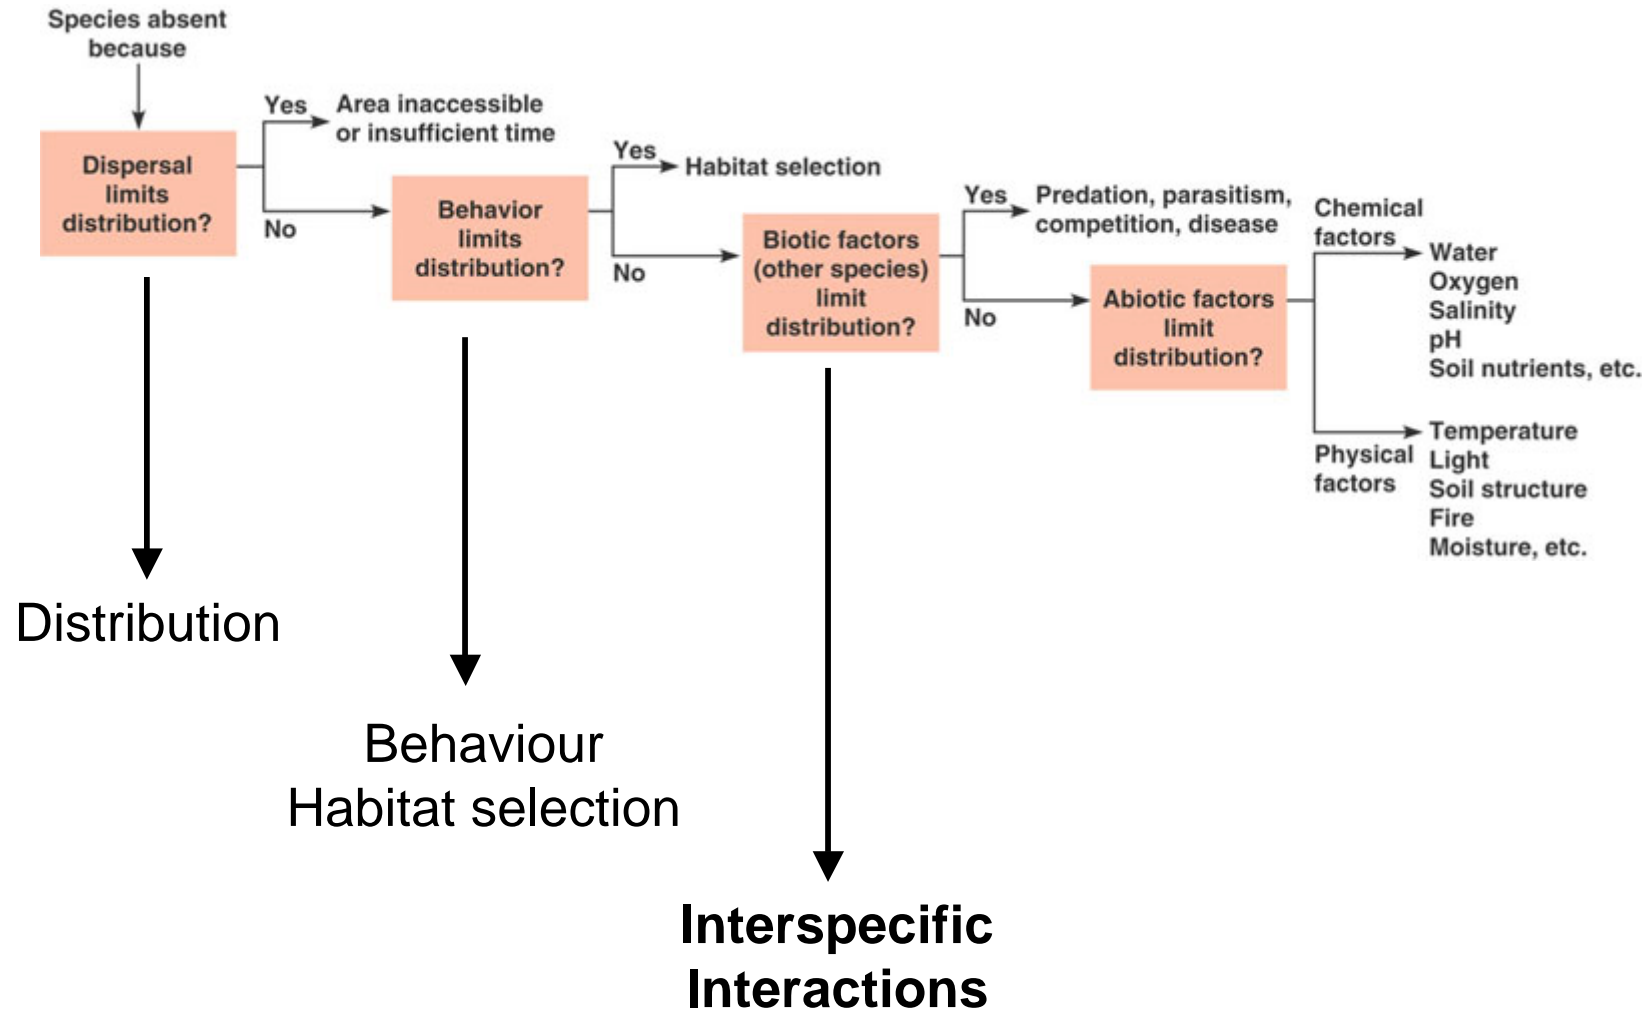 Species absent
because
Yes
Area inaccessible
or insufficient time
Dispersal
limits
distribution?
No
Yes
Habitat selection
Behavior
limits
distribution?
No
Yes
Predation, parasitism,
competition, disease
Biotic factors
(other species)
limit
distribution?
No
Abiotic factors
limit
distribution?
Chemical
factors
Water
Oxygen
Salinity
pH
Soil nutrients, etc.
Physical
factors
Temperature
Light
Soil structure
Fire
Moisture, etc.
Distribution
Behaviour
Habitat selection
Interspecific
Interactions